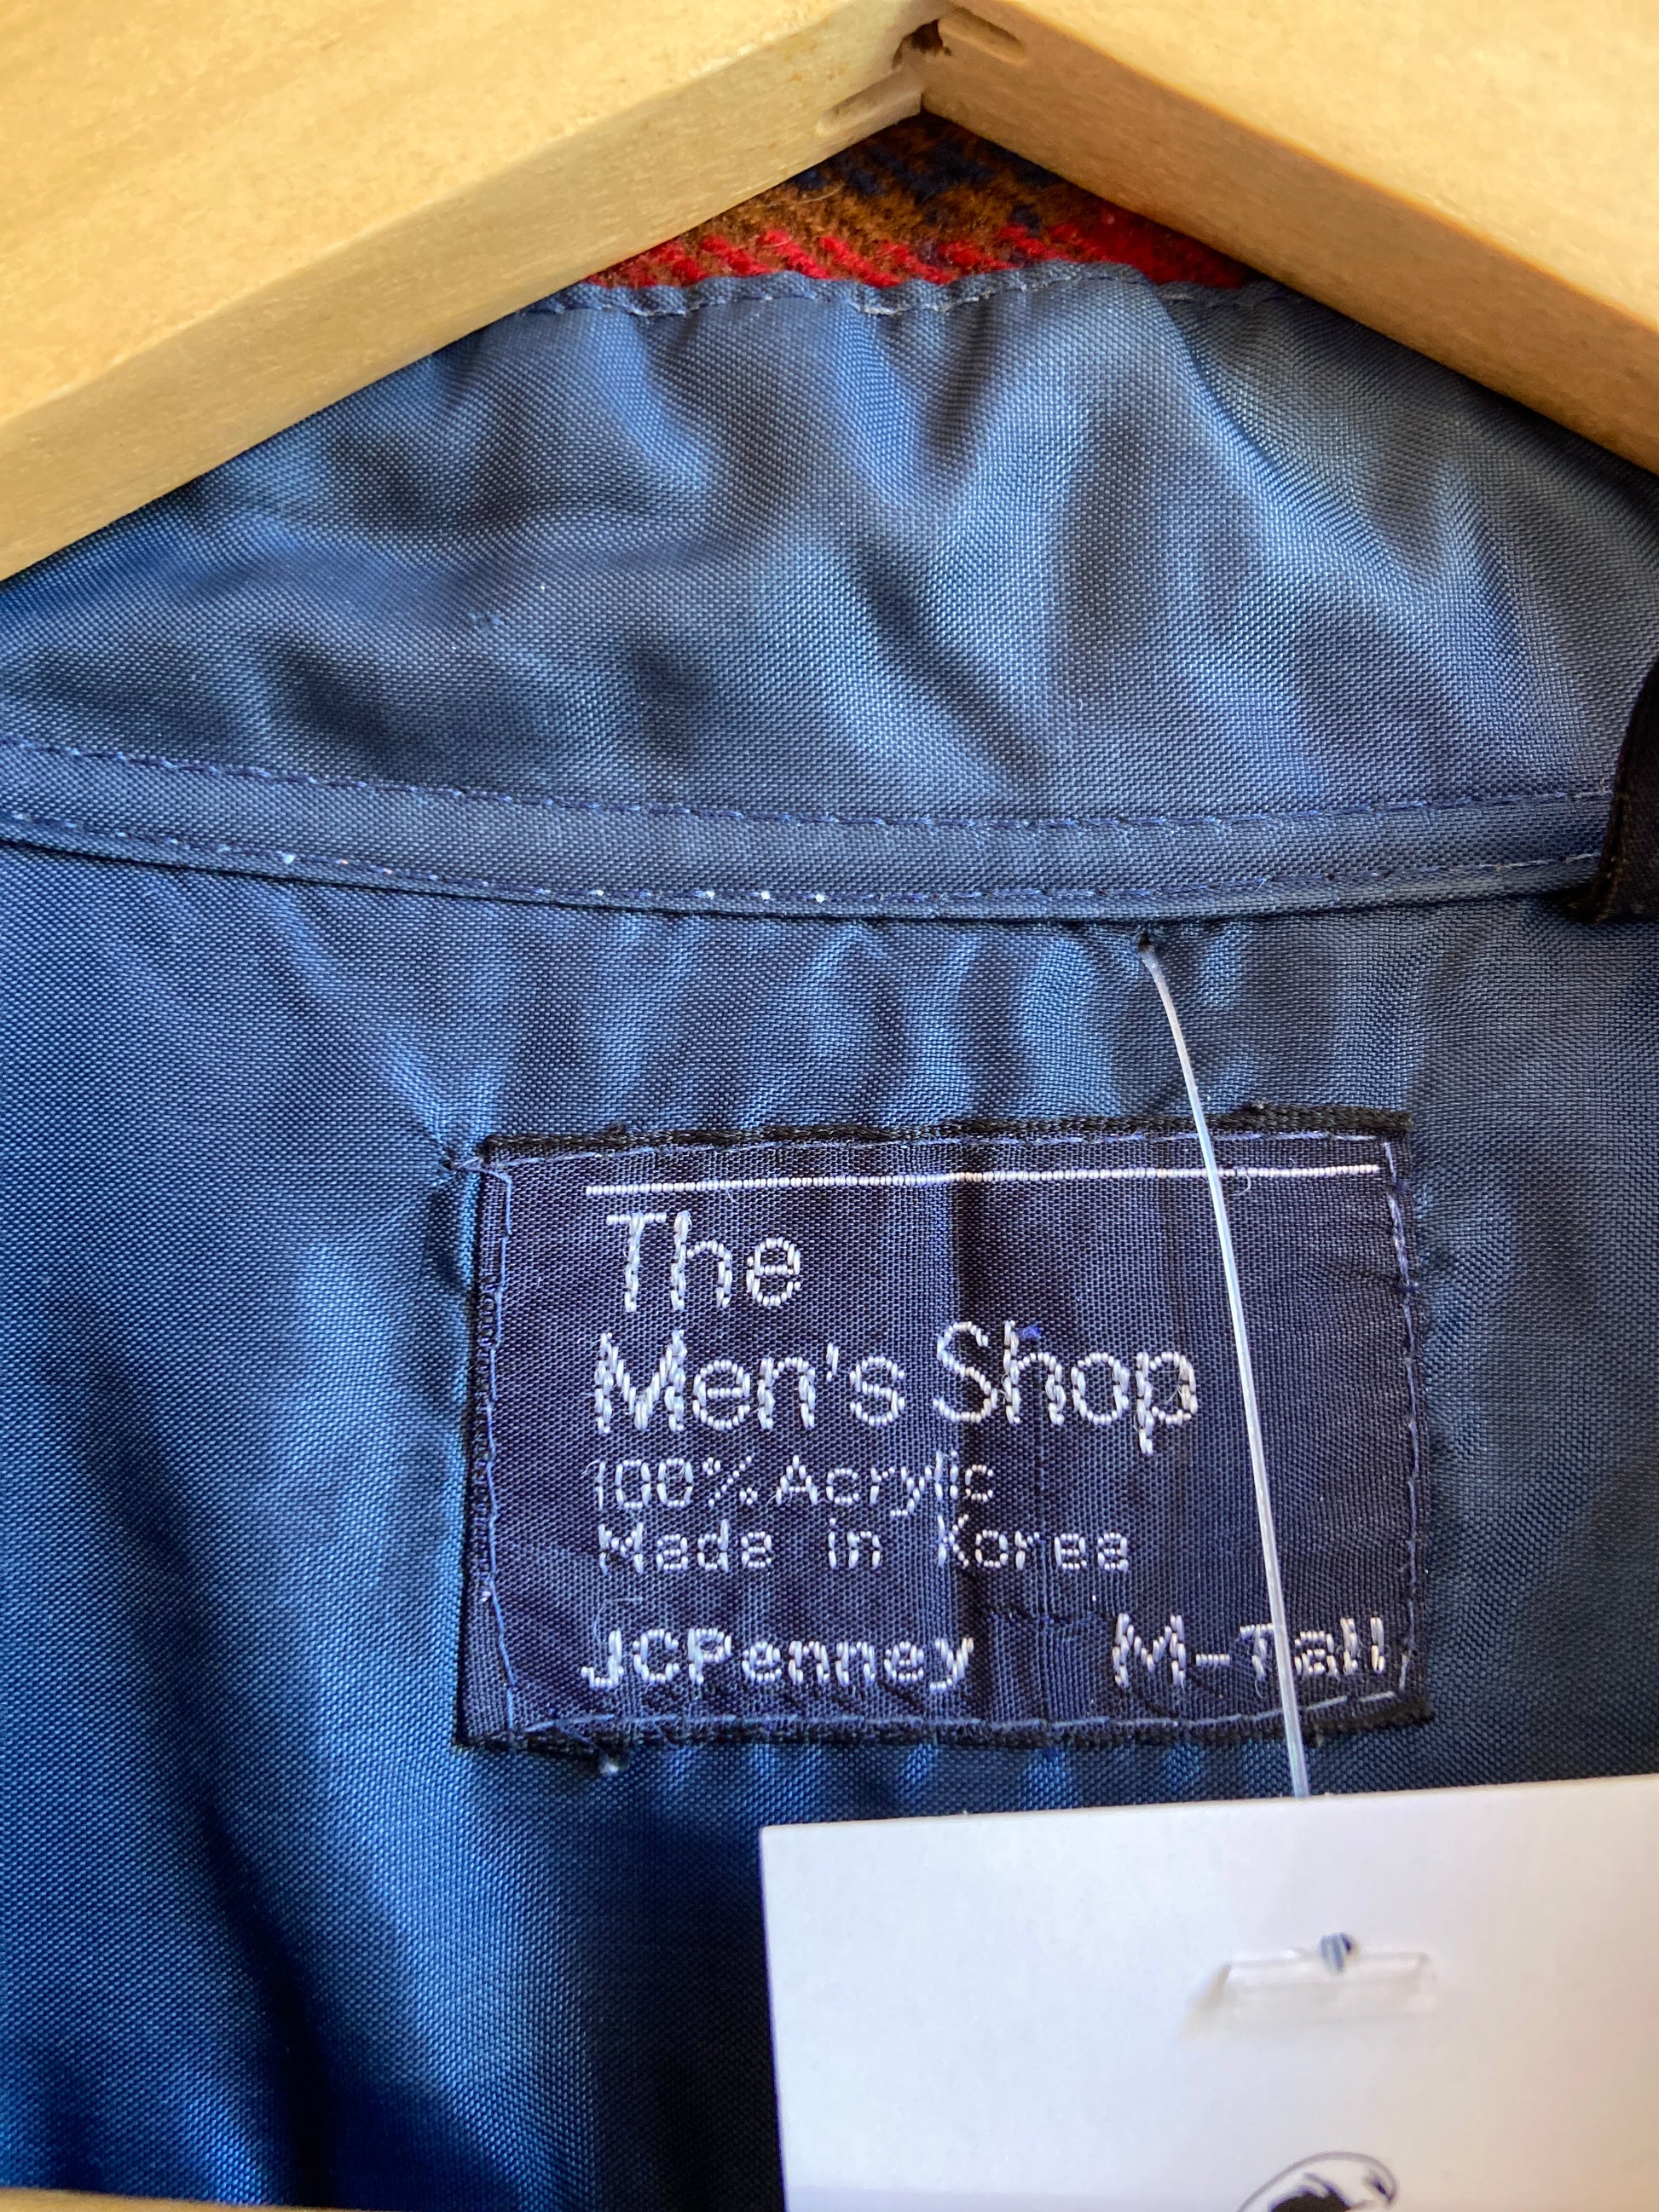 The
Men's Shop
100% Acrylic
Made in Korea
JCPenney M-Tall